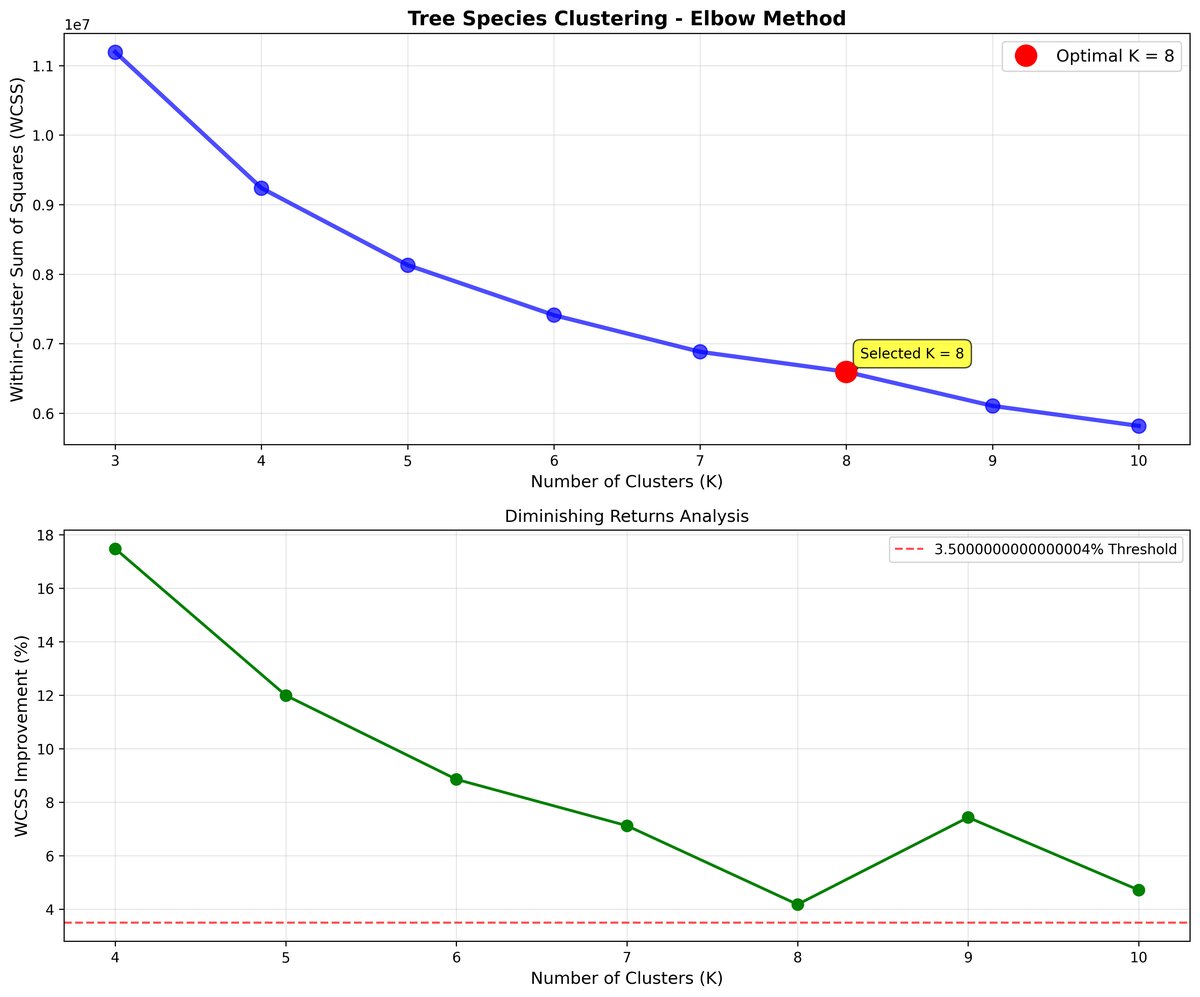 Tree Species Clustering - Elbow Method
1e7
Optimal K = 8
Within-Cluster Sum of Squares (WCSS)
1.1
1.0
0.9
0.8
0.7
0.6
Selected K = 8
3 4 5 6 7 8 9 10
Number of Clusters (K)
Diminishing Returns Analysis
3.5000000000000004% Threshold
WCSS Improvement (%)
18
16
14
12
10
8
6
4
4 5 6 7 8 9 10
Number of Clusters (K)